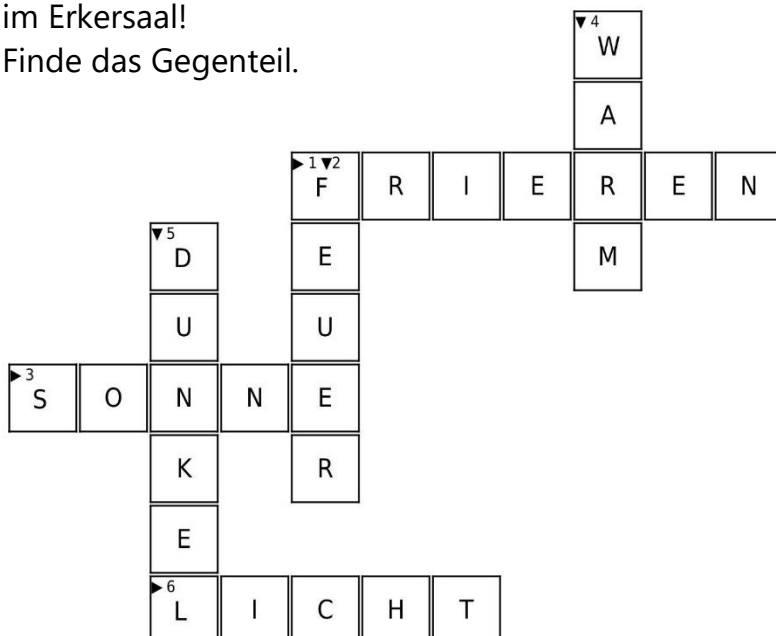 im Erkersaal!
Finde das Gegenteil.
▼ 4
W
A
▶ 1 ▼2
F R I E R E N
▼ 5
D E M
U U
▶ 3
S O N N E
K R
E
▶ 6
L I C H T